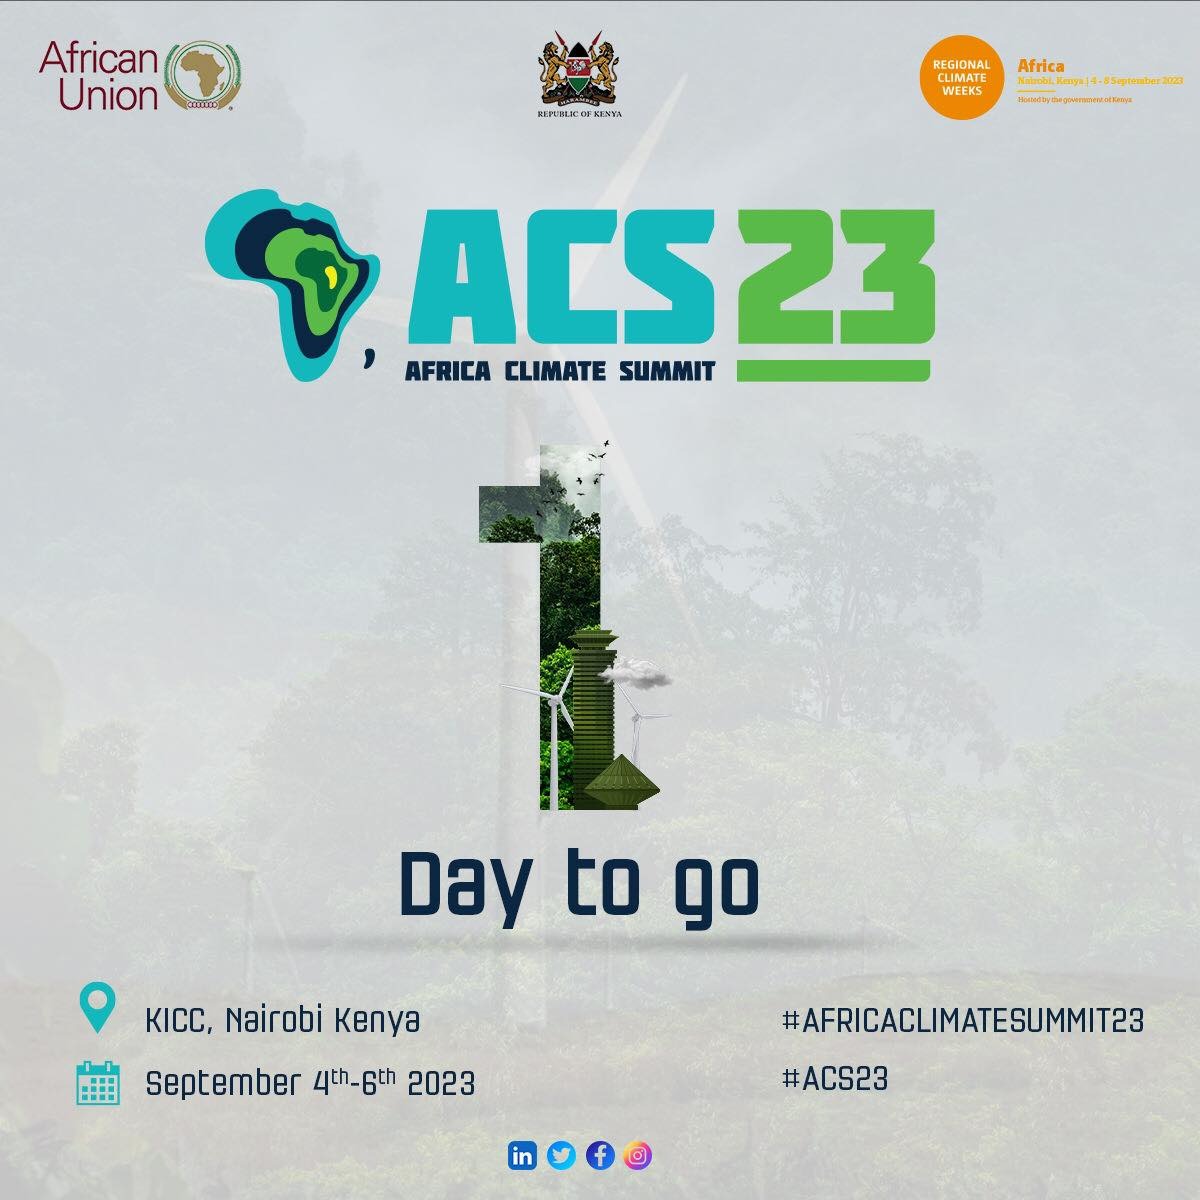 African
Union
HARAMBEE
REPUBLIC OF KENYA
REGIONAL
CLIMATE
WEEKS
Africa
Nairobi, Kenya | 4 - 8 September 2023
Hosted by the government of Kenya
ACS23
AFRICA CLIMATE SUMMIT
1
Day to go
KICC, Nairobi Kenya
September 4th-6th 2023
#AFRICACLIMATESUMMIT23
#ACS23
in
f